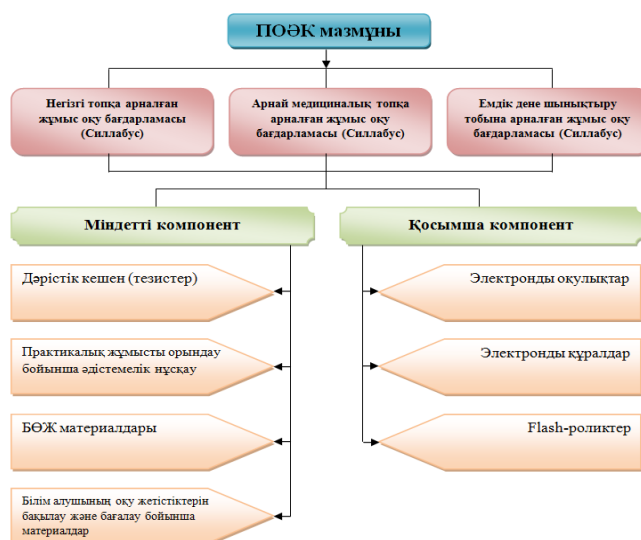 ПОӘК мазмұны
Негізгі топқа арналған
жұмыс оқу бағдарламасы
(Силлабус)
Арнай медициналық топқа
арналған жұмыс оқу
бағдарламасы (Силлабус)
Емдік дене шынықтыру
тобына арналған жұмыс оқу
бағдарламасы (Силлабус)
Міндетті компонент
Қосымша компонент
Дәрістік кешен (тезистер)
Практикалық жұмысты орындау
бойынша әдістемелік нұсқау
БӨЖ материалдары
Білім алушының оқу жетістіктерін
бақылау және бағалау бойынша
материалдар
Электронды оқулықтар
Электронды құралдар
Flash-роликтер